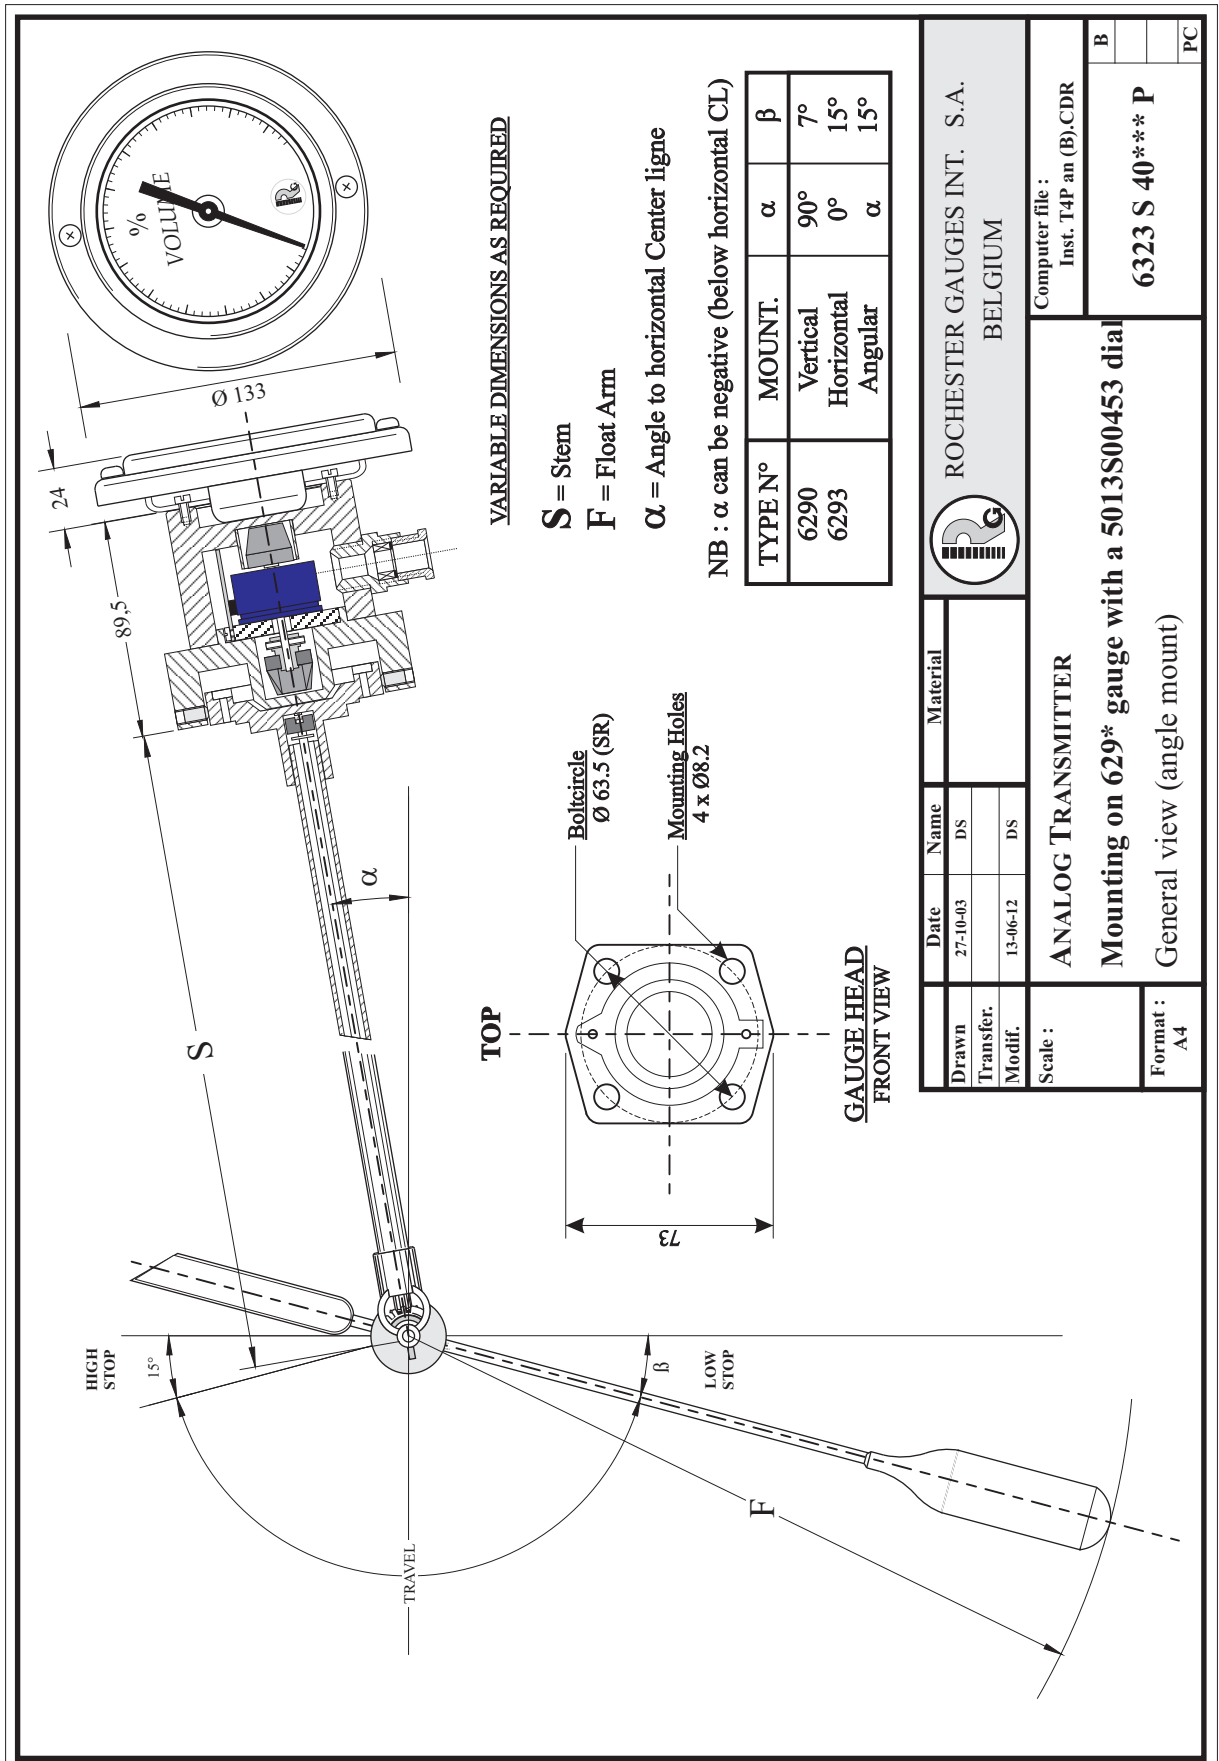 %
VOLUME
Ø 133
24
89,5
S
α
HIGH
STOP
15°
TRAVEL
ß
LOW
STOP
F
VARIABLE DIMENSIONS AS REQUIRED
S = Stem
F = Float Arm
α = Angle to horizontal Center ligne
NB : α can be negative (below horizontal CL)
TYPE N° MOUNT. α β
6290 Vertical 90° 7°
6293 Horizontal 0° 15°
Angular α 15°
TOP
Boltcircle
Ø 63.5 (SR)
Mounting Holes
4 x Ø8.2
73
GAUGE HEAD
FRONT VIEW
Date Name Material
Drawn 27-10-03 DS
Transfer.
Modif. 13-06-12 DS
ROCHESTER GAUGES INT. S.A.
BELGIUM
Scale :
Format :
A4
ANALOG TRANSMITTER
Mounting on 629* gauge with a 5013S00453 dial
General view (angle mount)
Computer file :
Inst. T4P an (B).CDR
6323 S 40*** P
B
PC